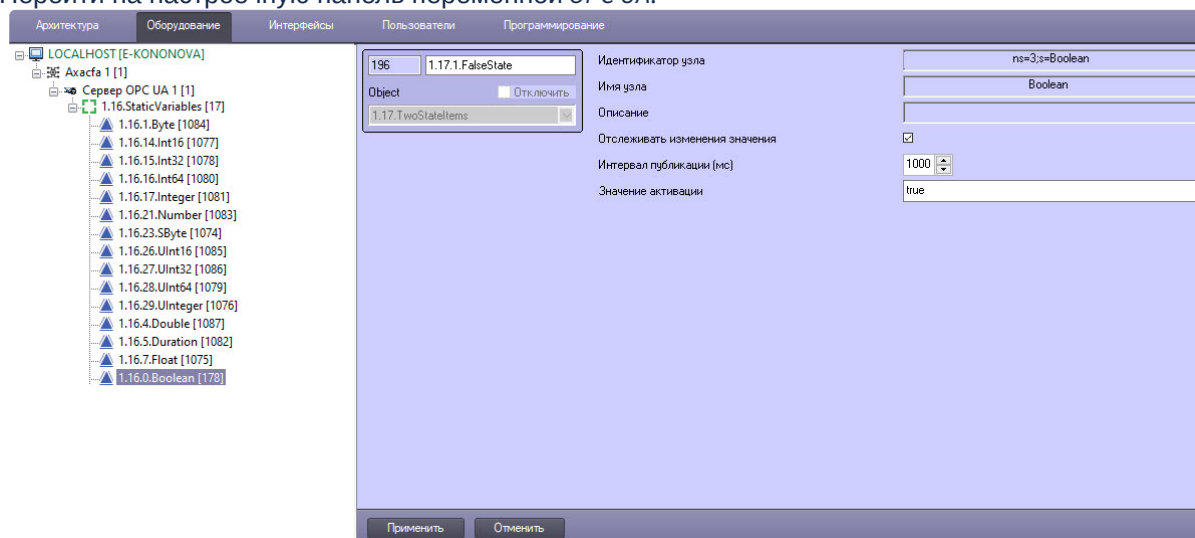 Перейти на настроечную панель переменной
Архитектура Оборудование Интерфейсы Пользователи Программирование
LOCALHOST [E-KONONOVA]
Axacfa 1 [1]
Сервер OPC UA 1 [1]
1.16.StaticVariables [17]
1.16.1.Byte [1084]
1.16.14.Int16 [1077]
1.16.15.Int32 [1078]
1.16.16.Int64 [1080]
1.16.17.Integer [1081]
1.16.21.Number [1083]
1.16.23.SByte [1074]
1.16.26.UInt16 [1085]
1.16.27.UInt32 [1086]
1.16.28.UInt64 [1079]
1.16.29.UInteger [1076]
1.16.4.Double [1087]
1.16.5.Duration [1082]
1.16.7.Float [1075]
1.16.0.Boolean [178]
196 1.17.1.FalseState
Object Отключить
1.17.TwoStateItems
Идентификатор узла ns=3;s=Boolean
Имя узла Boolean
Описание
Отслеживать изменения значения
Интервал публикации (мс) 1000
Значение активации true
Применить Отменить